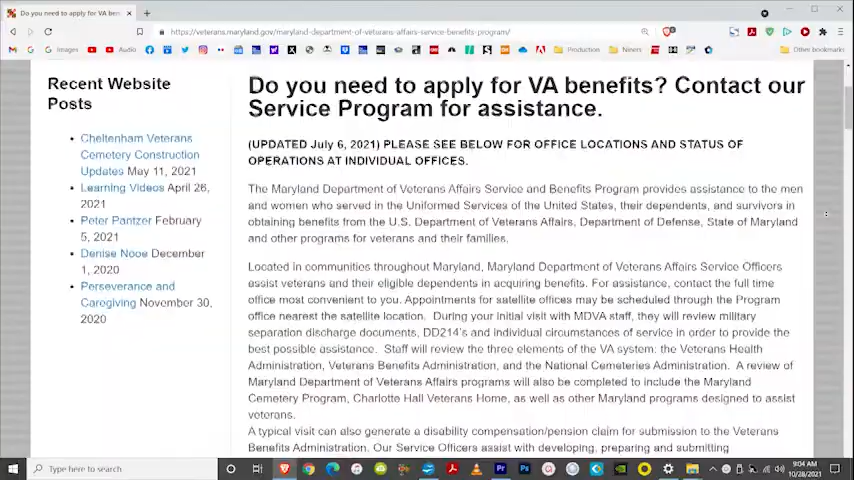 Do you need to apply for VA ben
https://veterans.maryland.gov/maryland-department-of-veterans-affairs-service-benefits-program/
G Images
Audio
Production
Niners
Other bookmarks
Recent Website
Posts
Cheltenham Veterans
Cemetery Construction
Updates May 11, 2021
Learning Videos April 26,
2021
Peter Pantzer February
5, 2021
Denise Nooe December
1, 2020
Perseverance and
Caregiving November 30,
2020
Do you need to apply for VA benefits? Contact our
Service Program for assistance.
(UPDATED July 6, 2021) PLEASE SEE BELOW FOR OFFICE LOCATIONS AND STATUS OF
OPERATIONS AT INDIVIDUAL OFFICES.
The Maryland Department of Veterans Affairs Service and Benefits Program provides assistance to the men
and women who served in the Uniformed Services of the United States, their dependents, and survivors in
obtaining benefits from the U.S. Department of Veterans Affairs, Department of Defense, State of Maryland
and other programs for veterans and their families.
Located in communities throughout Maryland, Maryland Department of Veterans Affairs Service Officers
assist veterans and their eligible dependents in acquiring benefits. For assistance, contact the full time
office most convenient to you. Appointments for satellite offices may be scheduled through the Program
office nearest the satellite location. During your initial visit with MDVA staff, they will review military
separation discharge documents, DD214's and individual circumstances of service in order to provide the
best possible assistance. Staff will review the three elements of the VA system: the Veterans Health
Administration, Veterans Benefits Administration, and the National Cemeteries Administration. A review of
Maryland Department of Veterans Affairs programs will also be completed to include the Maryland
Cemetery Program, Charlotte Hall Veterans Home, as well as other Maryland programs designed to assist
veterans.
A typical visit can also generate a disability compensation/pension claim for submission to the Veterans
Benefits Administration. Our Service Officers assist with developing, preparing and submitting
Type here to search
9:04 AM
10/28/2021